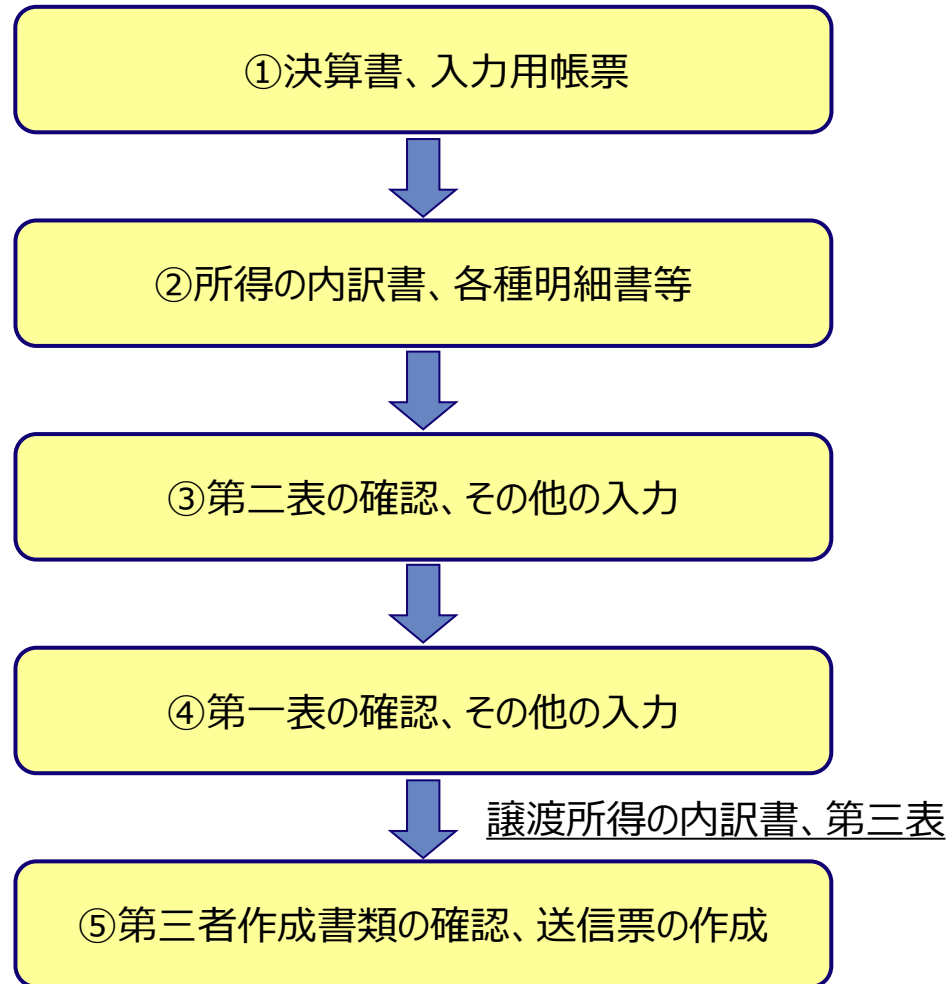 ①決算書、入力用帳票
②所得の内訳書、各種明細書等
③第二表の確認、その他の入力
④第一表の確認、その他の入力
譲渡所得の内訳書、第三表
⑤第三者作成書類の確認、送信票の作成